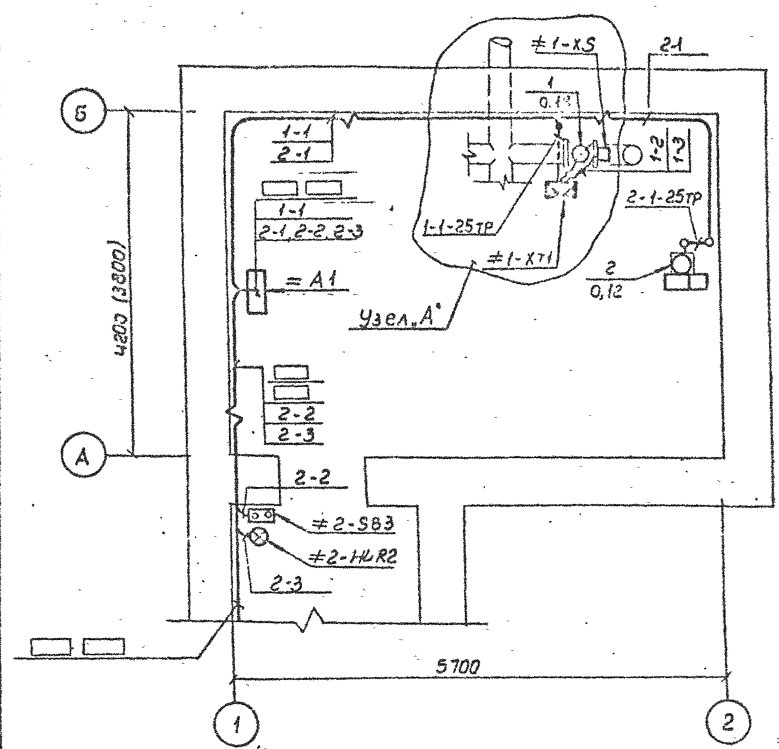 ≠1-XS
2-1
1
0,12
Б
1-1
2-1
1-2
1-3
1-1
2-1, 2-2, 2-3
1-1-25тр
2-1-25тр
≠1-XT1
= А1
2
0,12
Узел „А"
4200 (3800)
2-2
2-3
А
2-2
≠2-SB3
≠2-HLR2
2-3
5700
1
2